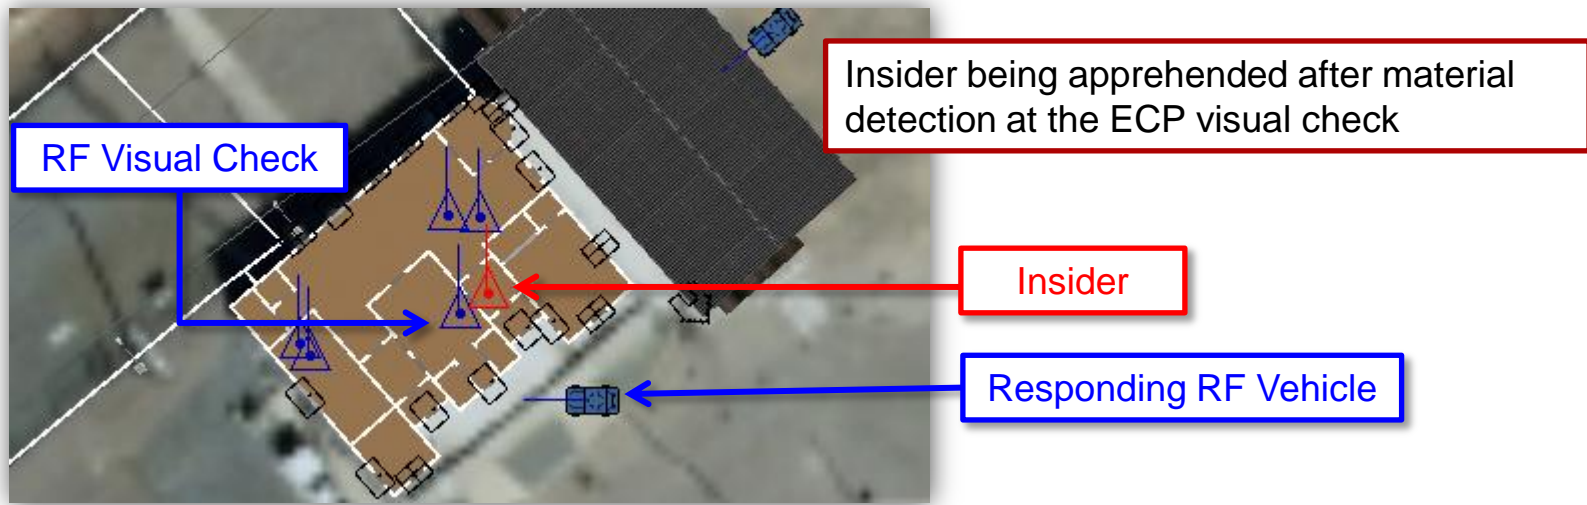 Insider being apprehended after material
detection at the ECP visual check
RF Visual Check
Insider
Responding RF Vehicle